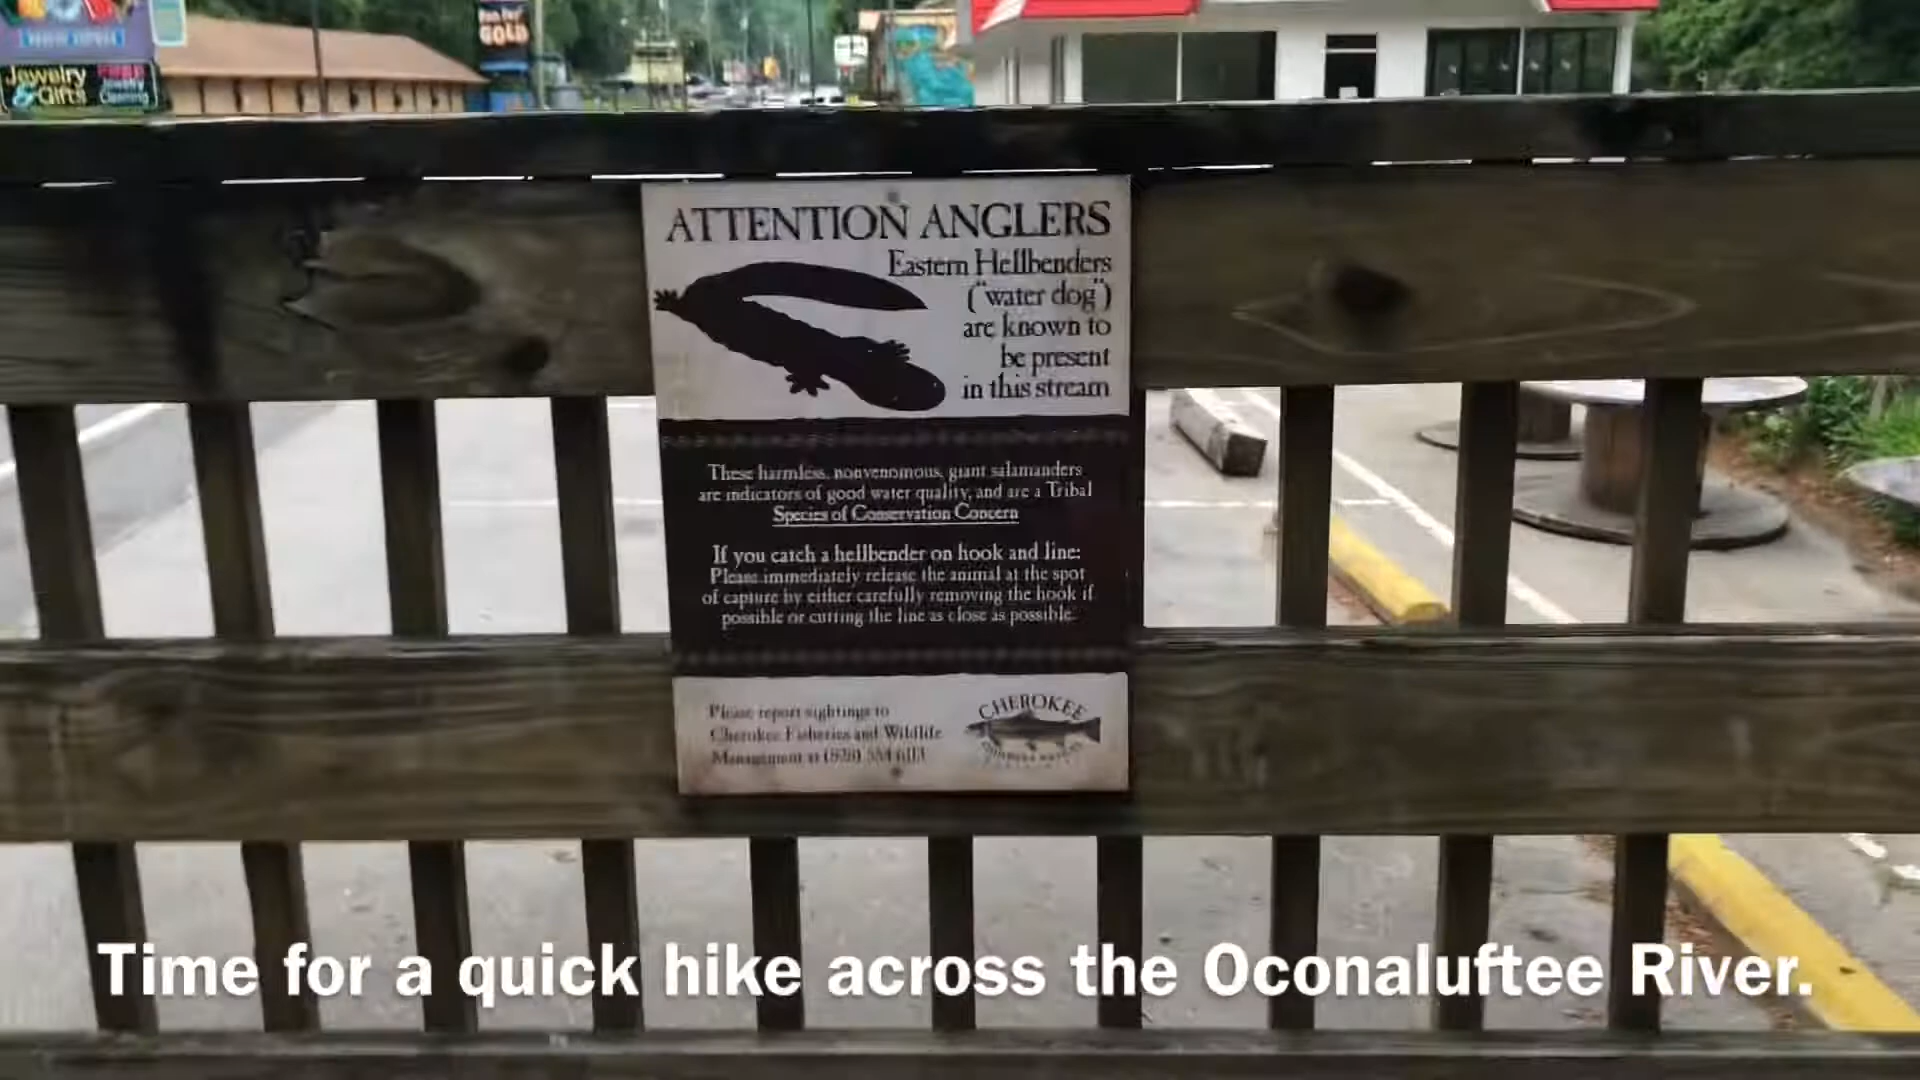 GOLD
Jewelry FREE
& Gifts Jewelry
Cleaning
ATTENTION ANGLERS
Eastern Hellbenders
("water dog")
are known to
be present
in this stream
These harmless, nonvenomous, giant salamanders
are indicators of good water quality, and are a Tribal
Species of Conservation Concern
If you catch a hellbender on hook and line:
Please immediately release the animal at the spot
of capture by either carefully removing the hook if
possible or cutting the line as close as possible.
Please report sightings to
Cherokee Fisheries and Wildlife
Management at
CHEROKEE
Time for a quick hike across the Oconaluftee River.